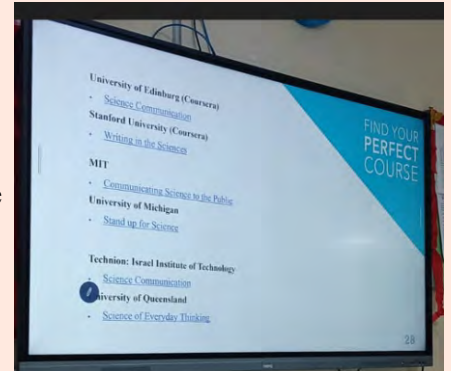 University of Edinburg (Coursera)
- Science Communication
Stanford University (Coursera)
- Writing in the Sciences
MIT
- Communicating Science to the Public
University of Michigan
- Stand up for Science
Technion: Israel Institute of Technology
- Science Communication
iversity of Queensland
- Science of Everyday Thinking
FIND YOUR
PERFECT
COURSE
28
e